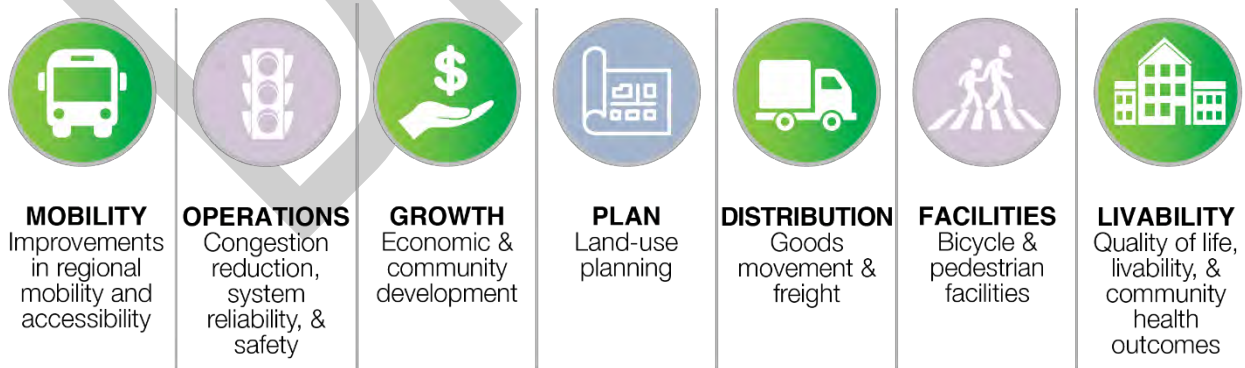 MOBILITY
Improvements
in regional
mobility and
accessibility
OPERATIONS
Congestion
reduction,
system
reliability, &
safety
GROWTH
Economic &
community
development
PLAN
Land-use
planning
DISTRIBUTION
Goods
movement &
freight
FACILITIES
Bicycle &
pedestrian
facilities
LIVABILITY
Quality of life,
livability, &
community
health
outcomes
$